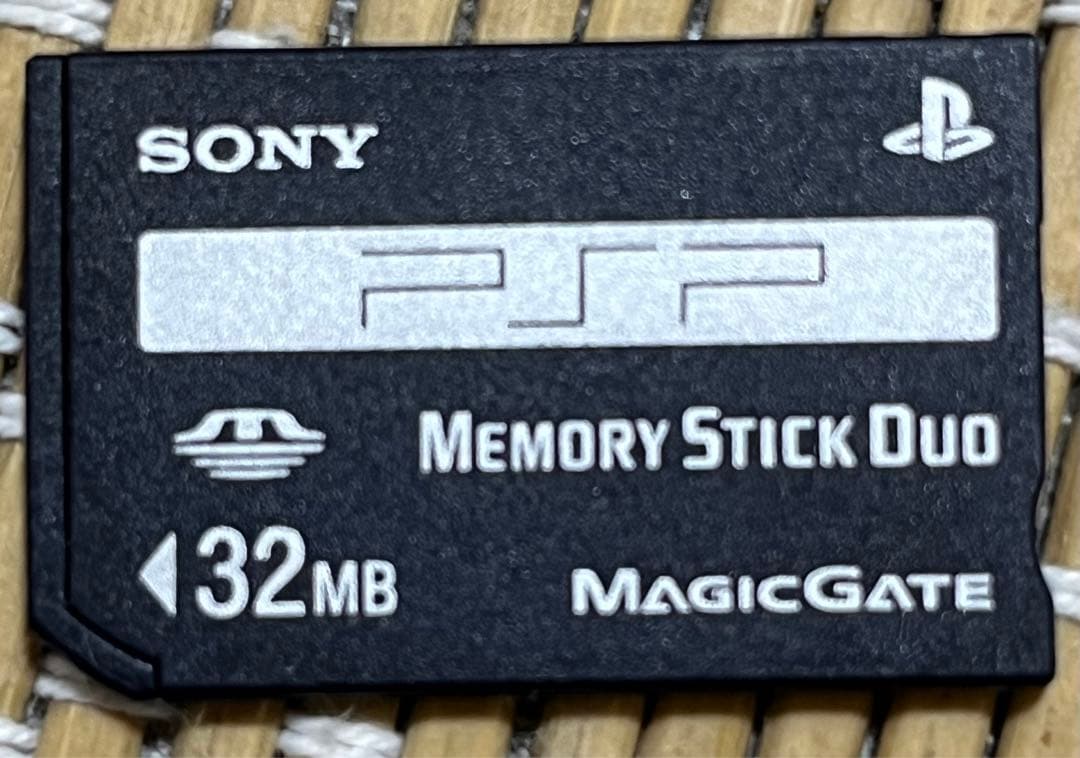 SONY
PSP
MEMORY STICK DUO
32MB
MAGICGATE